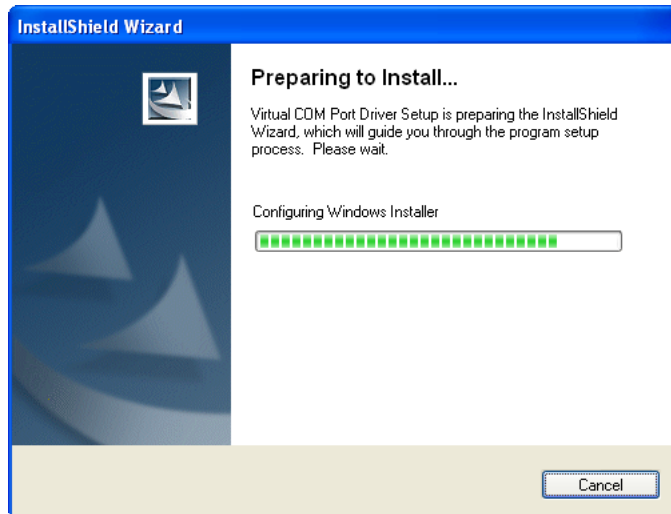 InstallShield Wizard
Preparing to Install...
Virtual COM Port Driver Setup is preparing the InstallShield
Wizard, which will guide you through the program setup
process. Please wait.
Configuring Windows Installer
Cancel